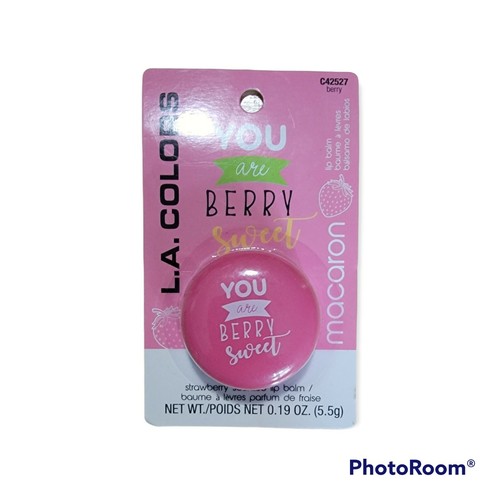 C42527
berry
L.A. COLORS
YOU
are
BERRY
sweet
macaron
lip balm
baume à lèvres
bálsamo de labios
YOU
are
BERRY
sweet
strawberry lip balm /
baume à lèvres parfum de fraise
NET WT./POIDS NET 0.19 OZ. (5.5g)
PhotoRoom®